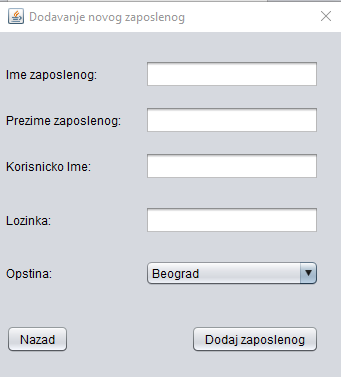 Dodavanje novog zaposlenog
Ime zaposlenog:
Prezime zaposlenog:
Korisnicko Ime:
Lozinka:
Opstina: Beograd
Nazad Dodaj zaposlenog